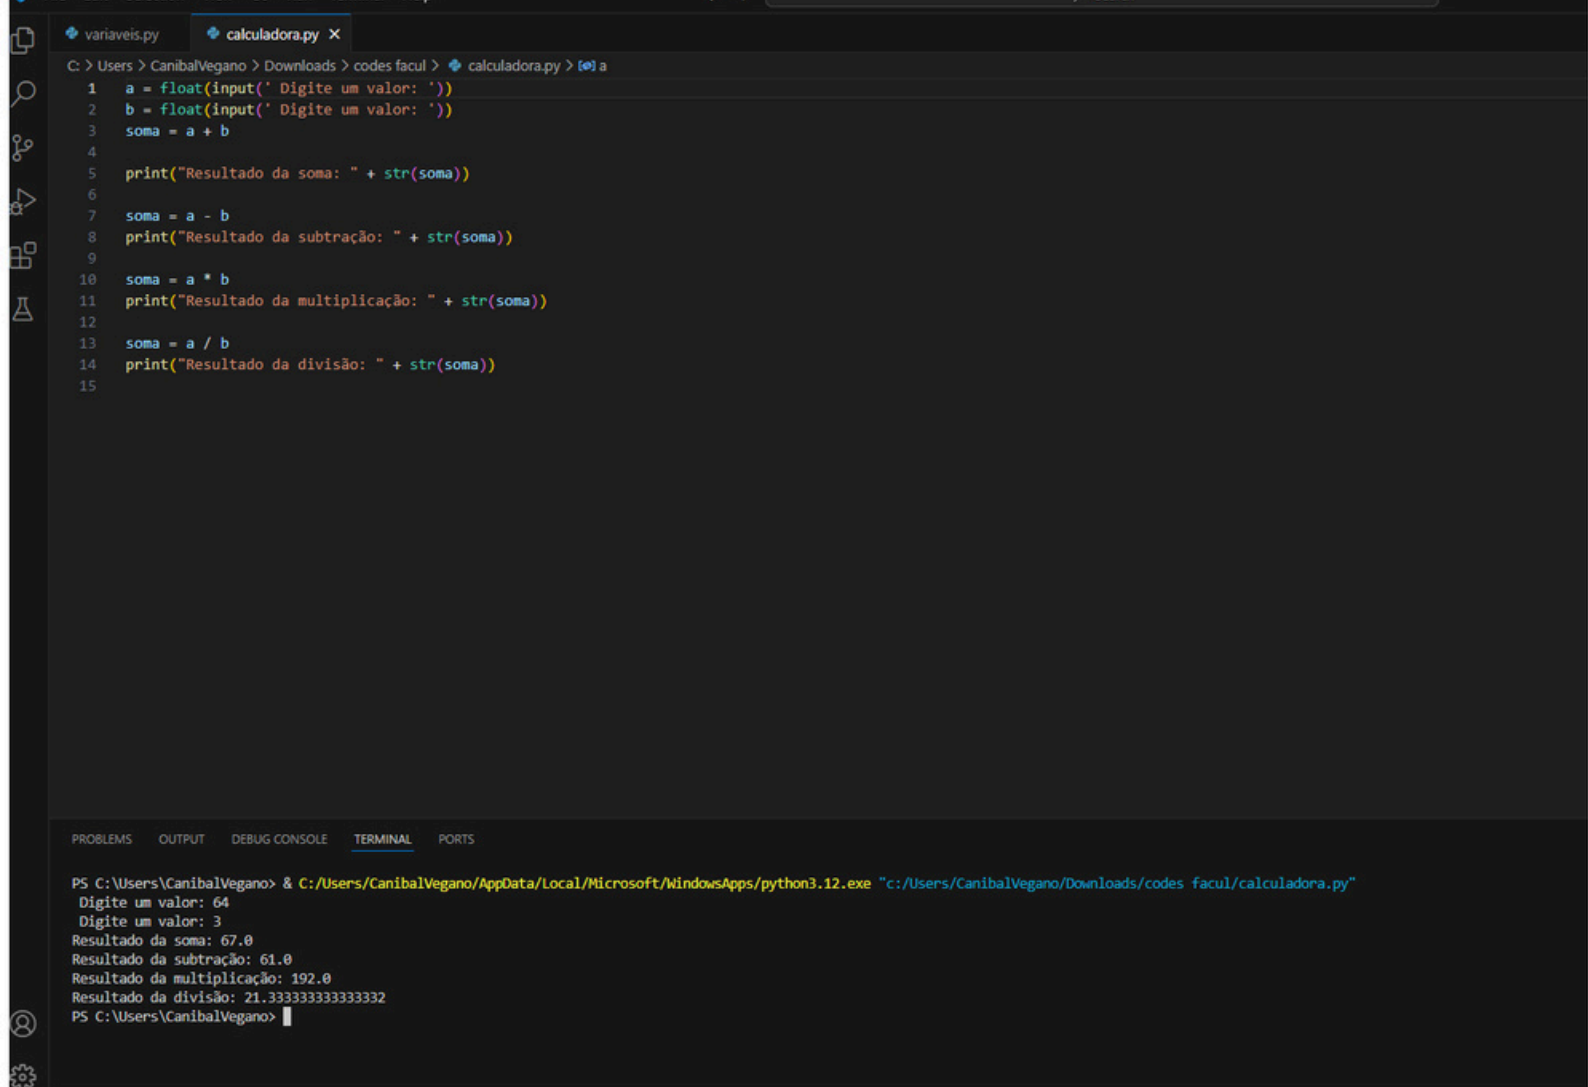 variaveis.py calculadora.py
C: > Users > CanibalVegano > Downloads > codes facul > calculadora.py > a
1 a = float(input(' Digite um valor: '))
2 b = float(input(' Digite um valor: '))
3 soma = a + b
4
5 print("Resultado da soma: " + str(soma))
6
7 soma = a - b
8 print("Resultado da subtração: " + str(soma))
9
10 soma = a * b
11 print("Resultado da multiplicação: " + str(soma))
12
13 soma = a / b
14 print("Resultado da divisão: " + str(soma))
15
PROBLEMS OUTPUT DEBUG CONSOLE TERMINAL PORTS
PS C:\Users\CanibalVegano> & C:/Users/CanibalVegano/AppData/Local/Microsoft/WindowsApps/python3.12.exe "c:/Users/CanibalVegano/Downloads/codes facul/calculadora.py"
Digite um valor: 64
Digite um valor: 3
Resultado da soma: 67.0
Resultado da subtração: 61.0
Resultado da multiplicação: 192.0
Resultado da divisão: 21.333333333333332
PS C:\Users\CanibalVegano>